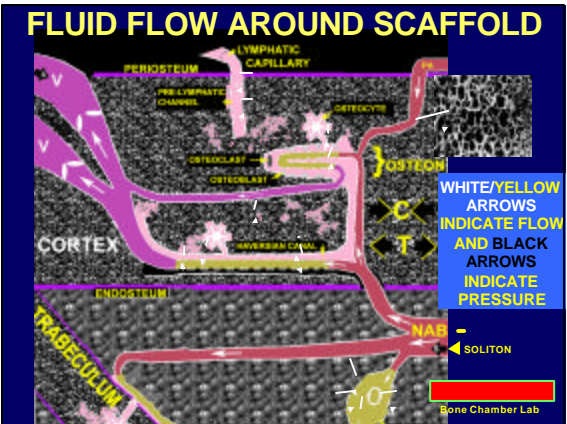 FLUID FLOW AROUND SCAFFOLD
LYMPHATIC
CAPILLARY
PERIOSTEUM
PA
V
PRE-LYMPHATIC
CHANNEL
OSTEOCYTE
V
OSTEOCLAST
OSTEOBLAST
}OSTEON
C
T
CORTEX
HAVERSIAN CANAL
WHITE/YELLOW
ARROWS
INDICATE FLOW
AND BLACK
ARROWS
INDICATE
PRESSURE
ENDOSTEUM
TRABECULUM
NAB
SOLITON
O
Bone Chamber Lab